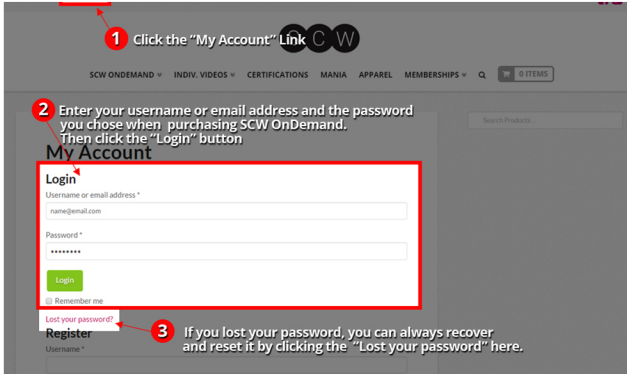 1 Click the "My Account" Link
SCW
SCW ONDEMAND INDIV. VIDEOS CERTIFICATIONS MANIA APPAREL MEMBERSHIPS 0 ITEMS
2 Enter your username or email address and the password
you chose when purchasing SCW OnDemand.
Then click the "Login" button
Search Products...
My Account
Login
Username or email address *
name@email.com
Password *
••••••••
Login
Remember me
Lost your password?
3 If you lost your password, you can always recover
and reset it by clicking the "Lost your password" here.
Register
Username *